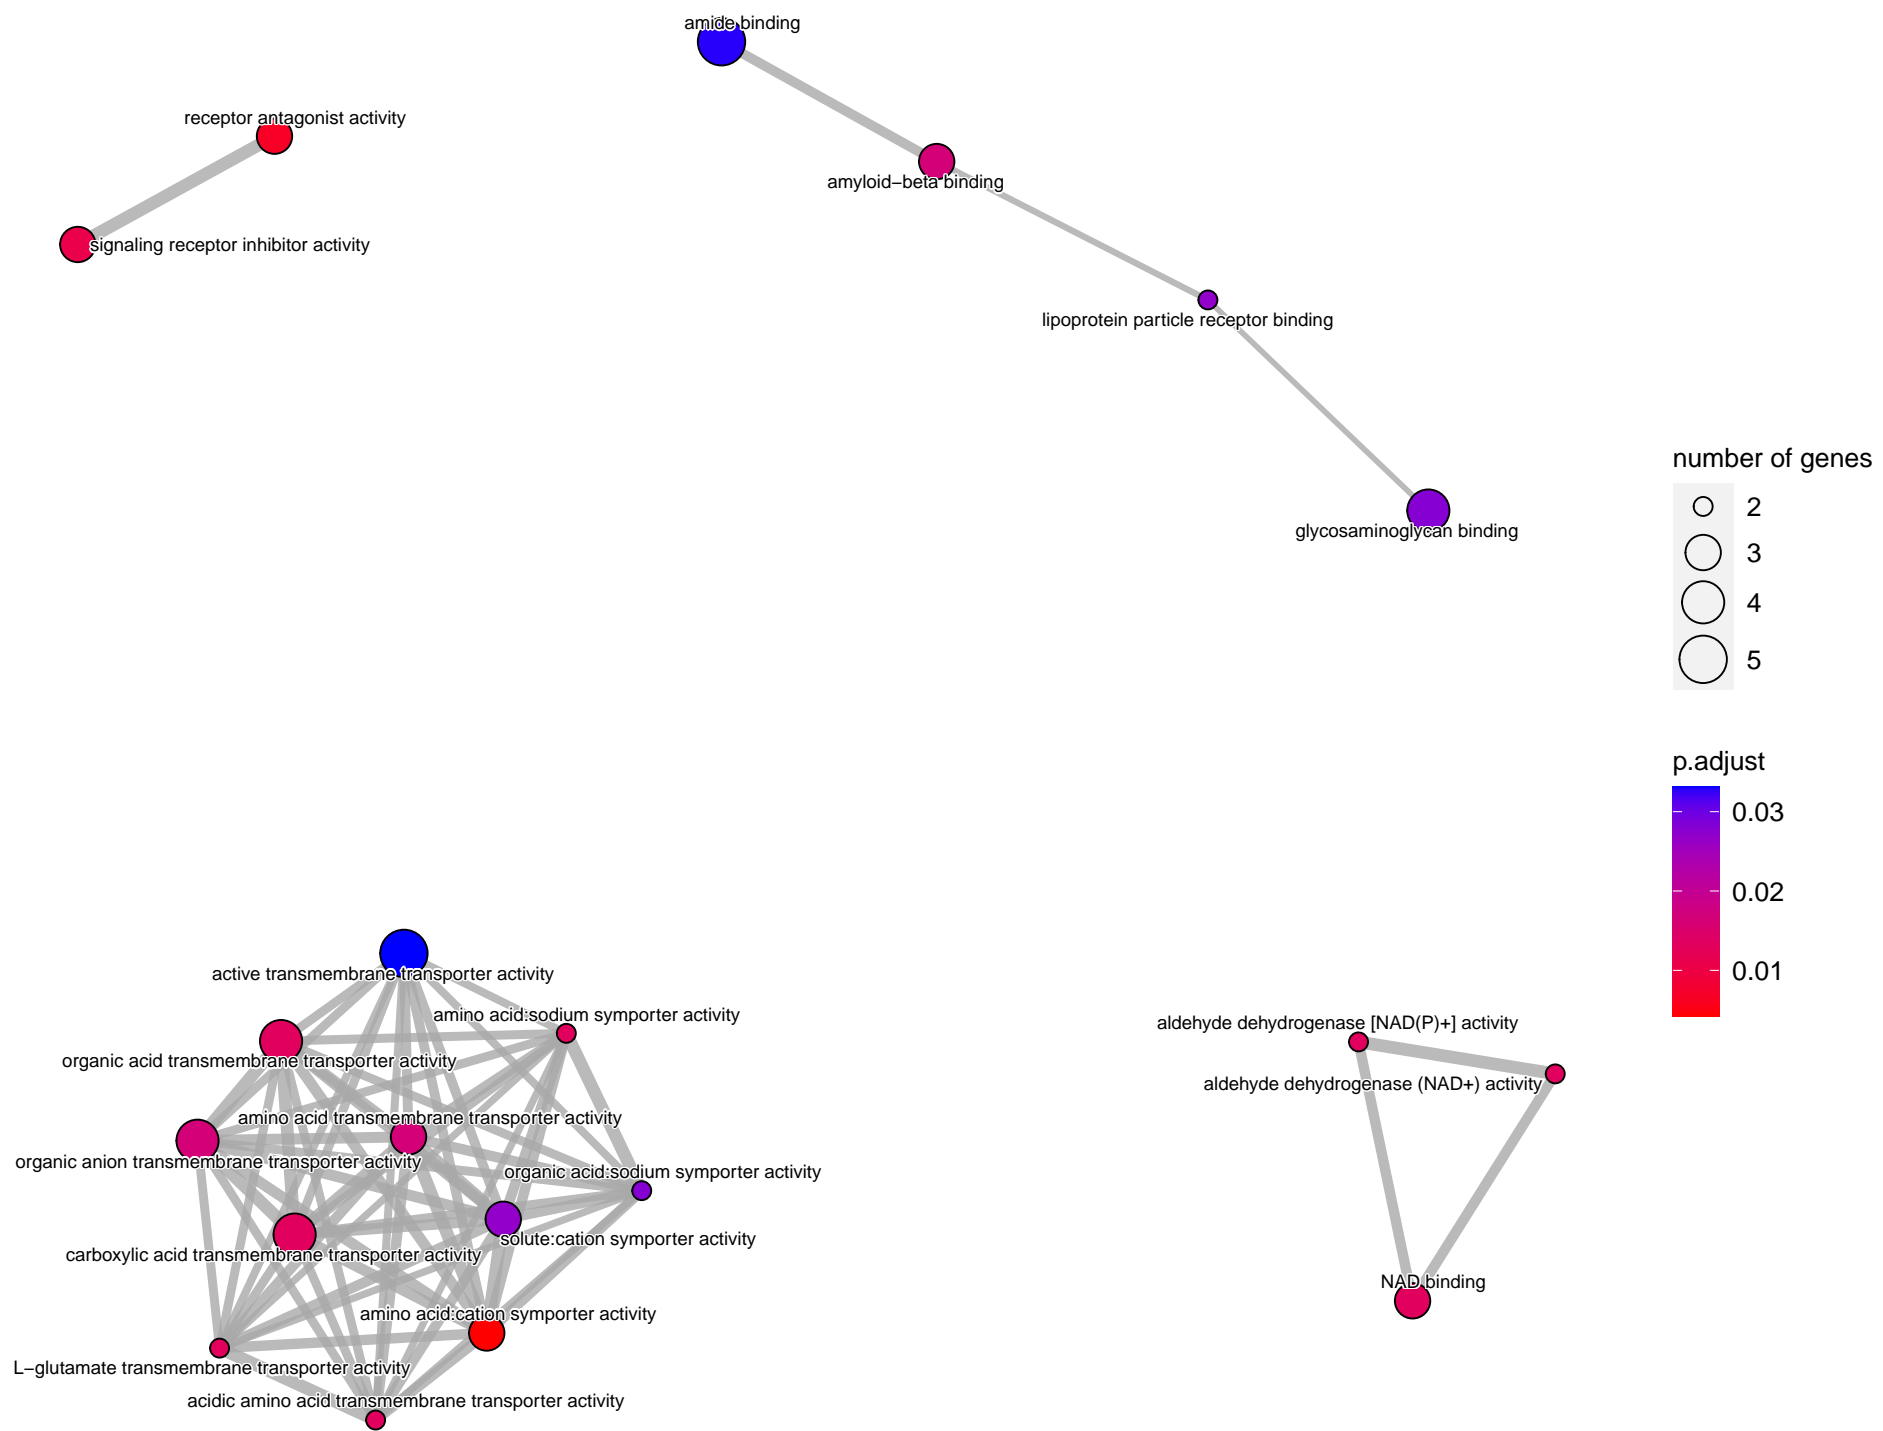 amide binding
receptor antagonist activity
amyloid−beta binding
signaling receptor inhibitor activity
lipoprotein particle receptor binding
glycosaminoglycan binding
number of genes
2
3
4
5
p.adjust
0.03
0.02
0.01
active transmembrane transporter activity
amino acid:sodium symporter activity
organic acid transmembrane transporter activity
amino acid transmembrane transporter activity
organic anion transmembrane transporter activity
organic acid:sodium symporter activity
solute:cation symporter activity
carboxylic acid transmembrane transporter activity
amino acid:cation symporter activity
L−glutamate transmembrane transporter activity
acidic amino acid transmembrane transporter activity
aldehyde dehydrogenase [NAD(P)+] activity
aldehyde dehydrogenase (NAD+) activity
NAD binding